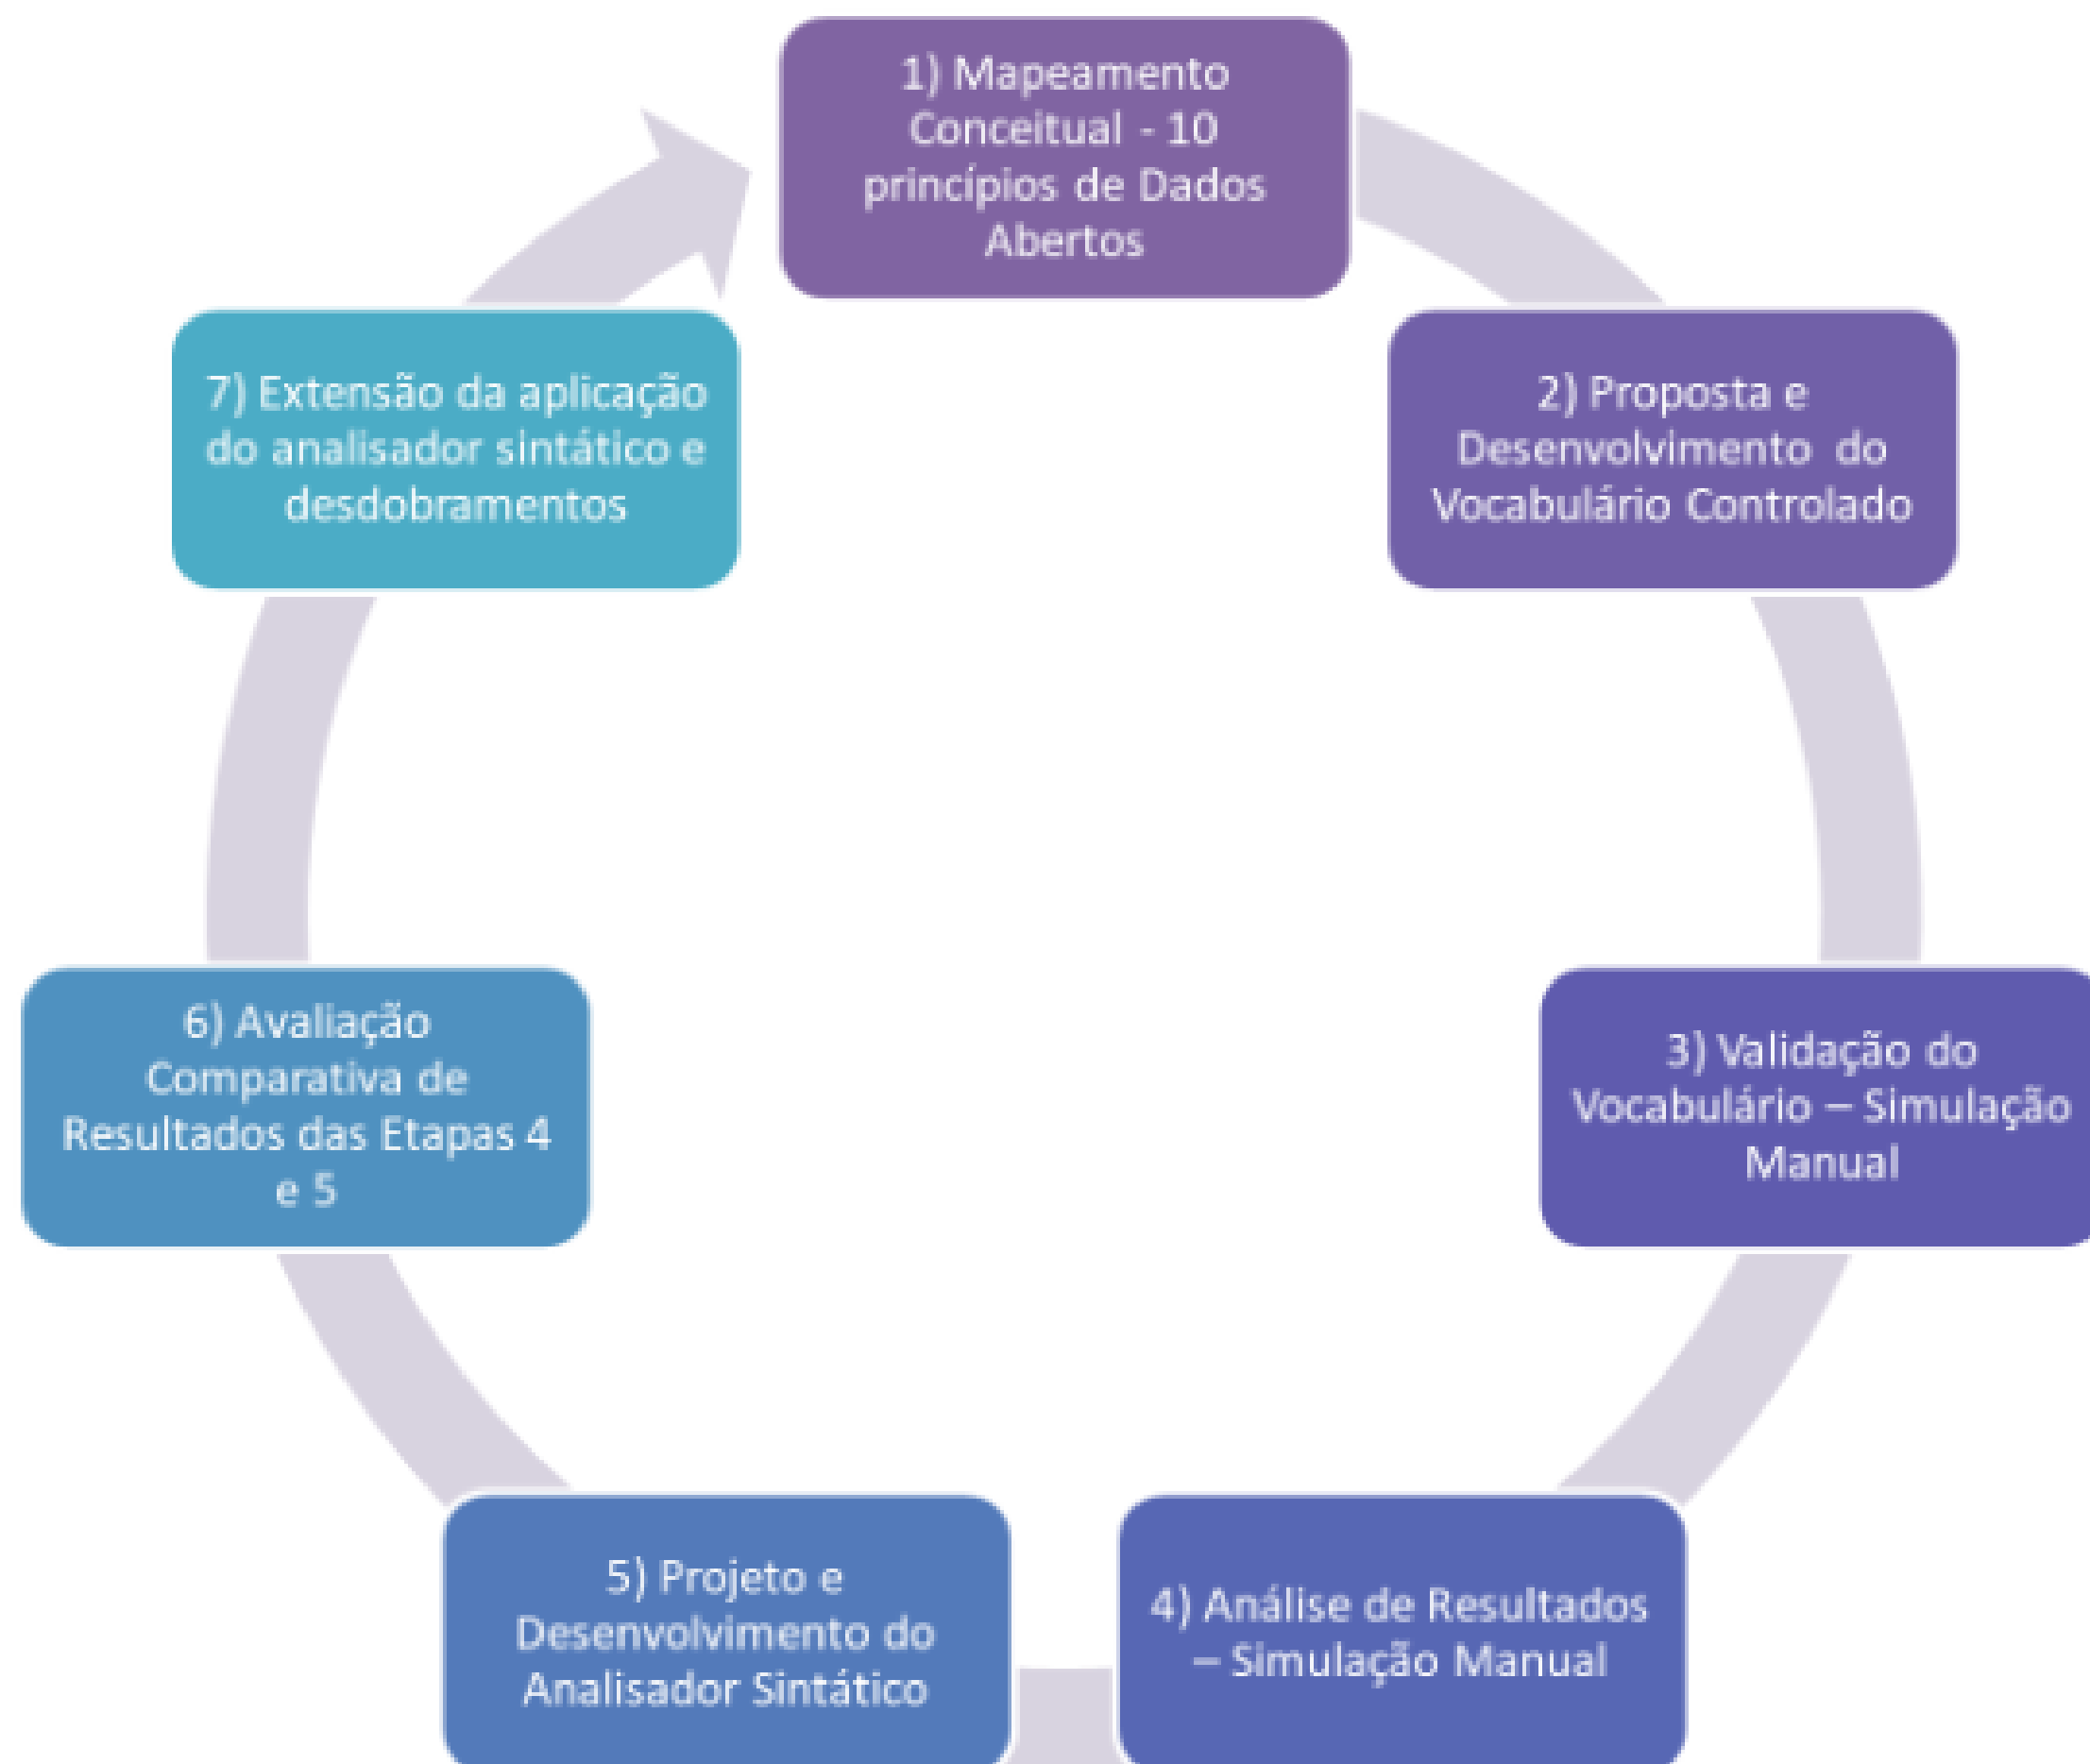 1) Mapeamento
Conceitual - 10
princípios de Dados
Abertos
2) Proposta e
Desenvolvimento do
Vocabulário Controlado
3) Validação do
Vocabulário – Simulação
Manual
4) Análise de Resultados
– Simulação Manual
5) Projeto e
Desenvolvimento do
Analisador Sintático
6) Avaliação
Comparativa de
Resultados das Etapas 4
e 5
7) Extensão da aplicação
do analisador sintático e
desdobramentos